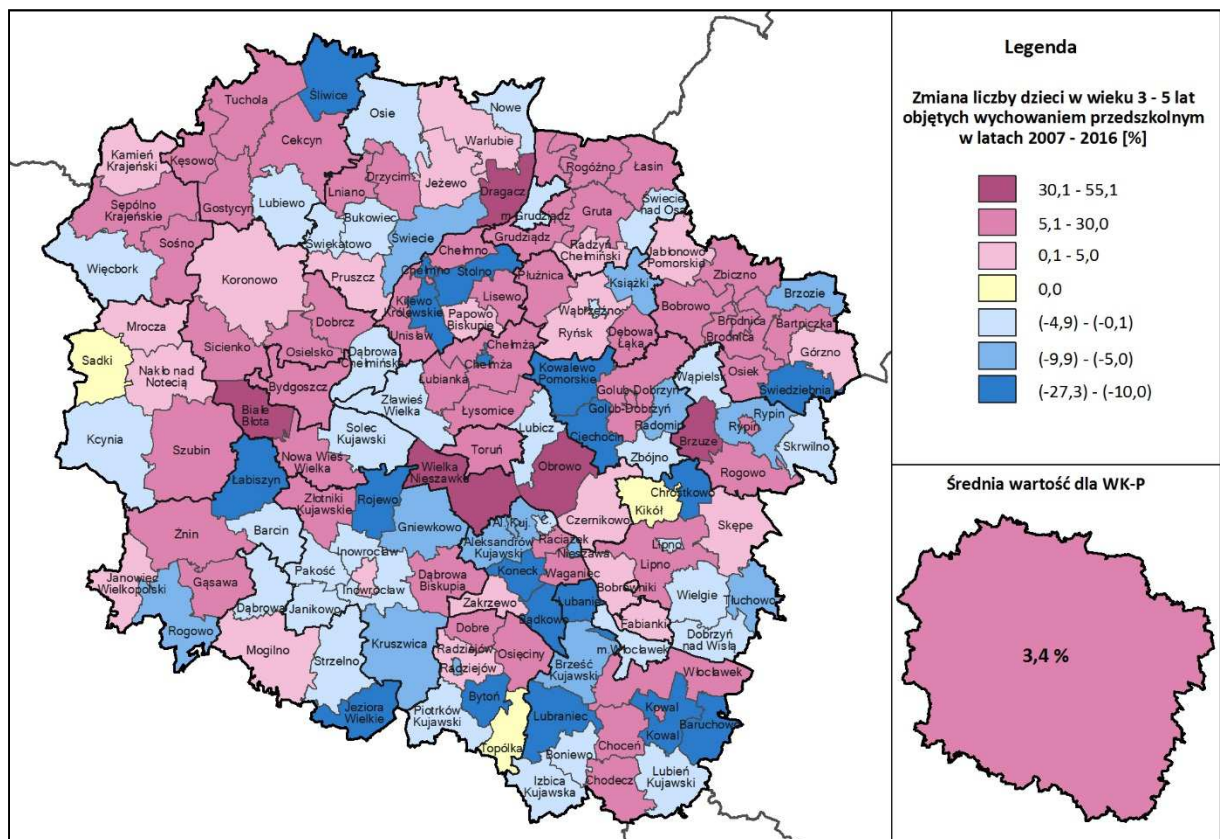 Śliwice
Tuchola
Osie
Nowe
Cekcyn
Warlubie
Kamień
Krajeński
Kęsowo
Rogóźno
Łasin
Drzycim
Jeżewo
Lniano
Dragacz
Sępólno
Krajeńskie
Gostycyn
Lubiewo
Bukowiec
m.Grudziądz
Gruta
Świecie
nad Osą
Sośno
Świekatowo
Świecie
Grudziądz
Radzyń
Chełmiński
Jabłonowo
Pomorskie
Więcbork
Koronowo
Pruszcz
Chełmno
Chełmno
Stolno
Płużnica
Książki
Zbiczno
Brzozie
Kijewo
Królewskie
Lisewo
Bobrowo
Mrocza
Dobrcz
Papowo
Biskupie
Wąbrzeźno
Ryńsk
Brodnica
Brodnica
Bartniczka
Sicienko
Osielsko
Unisław
Dębowa
Łąka
Górzno
Sadki
Nakło nad
Notecią
Dąbrowa
Chełmińska
Chełmża
Chełmża
Kowalewo
Pomorskie
Wąpielsk
Osiek
Świedziebnia
Bydgoszcz
Łubianka
Golub-Dobrzyń
Golub-Dobrzyń
Białe
Błota
Zławieś
Wielka
Łysomice
Radomin
Rypin
Rypin
Kcynia
Szubin
Solec
Kujawski
Lubicz
Ciechocin
Brzuze
Skrwilno
Nowa Wieś
Wielka
Toruń
Zbójno
Łabiszyn
Wielka
Nieszawka
Obrowo
Rogowo
Złotniki
Kujawskie
Rojewo
Kikół
Chrostkowo
Żnin
Barcin
Gniewkowo
Al. Kuj.
C.
Czernikowo
Skępe
Inowrocław
Aleksandrów
Kujawski
Raciążek
Nieszawa
Lipno
Janowiec
Wielkopolski
Gąsawa
Pakość
Inowrocław
Dąbrowa
Biskupia
Koneck
Waganiec
Lipno
Bobrowniki
Dąbrowa
Janikowo
Zakrzewo
Lubanie
Wielgie
Tłuchowo
Rogowo
Bądkowo
Fabianki
Mogilno
Strzelno
Kruszwica
Dobre
Radziejów
Radziejów
Osięciny
m.Włocławek
Dobrzyń
nad Wisłą
Brześć
Kujawski
Włocławek
Jeziora
Wielkie
Piotrków
Kujawski
Bytoń
Lubraniec
Kowal
Kowal
Baruchowo
Topólka
Choceń
Boniewo
Izbica
Kujawska
Chodecz
Lubień
Kujawski
Legenda
Zmiana liczby dzieci w wieku 3 - 5 lat
objętych wychowaniem przedszkolnym
w latach 2007 - 2016 [%]
30,1 - 55,1
5,1 - 30,0
0,1 - 5,0
0,0
(-4,9) - (-0,1)
(-9,9) - (-5,0)
(-27,3) - (-10,0)
Średnia wartość dla WK-P
3,4 %